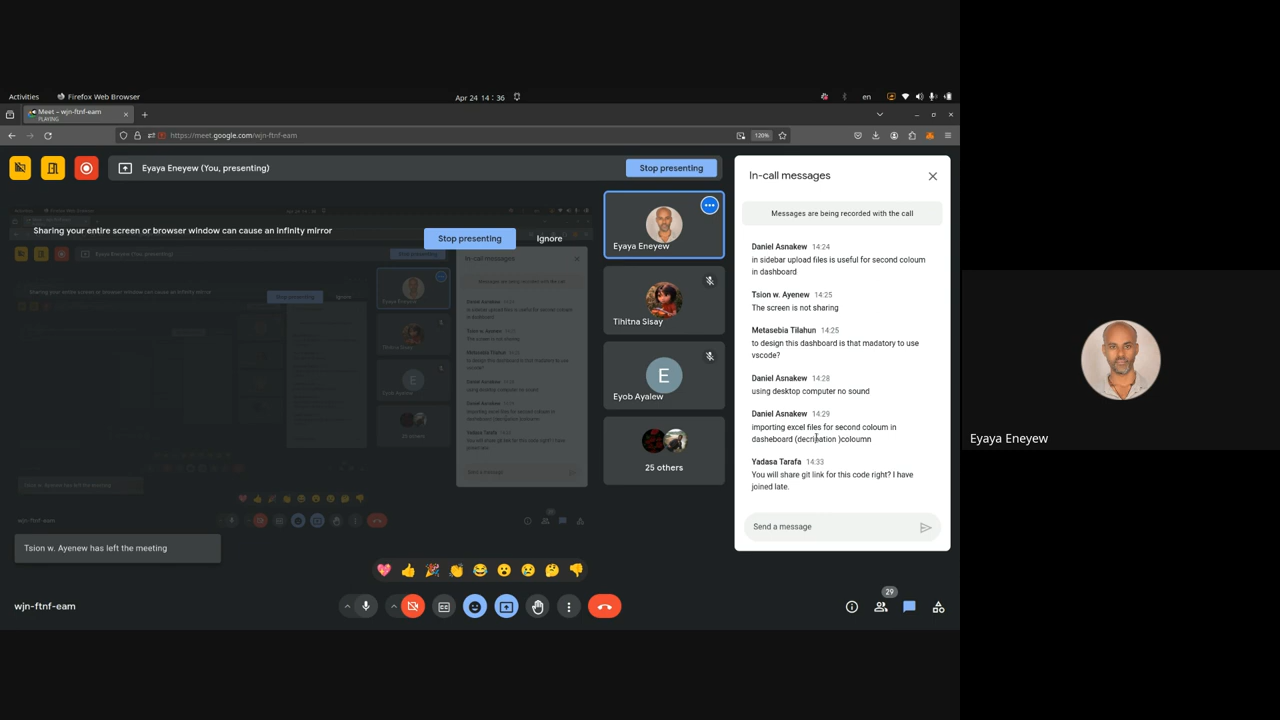 Activities
Firefox Web Browser
Apr 24 14 : 36
en
Meet – wjn-ftnf-eam
PLAYING
https://meet.google.com/wjn-ftnf-eam
120%
Eyaya Eneyew (You, presenting)
Stop presenting
Sharing your entire screen or browser window can cause an infinity mirror
Stop presenting
Ignore
Eyaya Eneyew
Tihitna Sisay
E
Eyob Ayalew
25 others
In-call messages
Messages are being recorded with the call
Daniel Asnakew 14:24
in sidebar upload files is useful for second coloum
in dashboard
Tsion w. Ayenew 14:25
The screen is not sharing
Metasebia Tilahun 14:25
to design this dashboard is that madatory to use
vscode?
Daniel Asnakew 14:28
using desktop computer no sound
Daniel Asnakew 14:29
importing excel files for second coloum in
dasheboard (decription )coloumn
Yadasa Tarafa 14:33
You will share git link for this code right? I have
joined late.
Send a message
Tsion w. Ayenew has left the meeting
wjn-ftnf-eam
29
Eyaya Eneyew